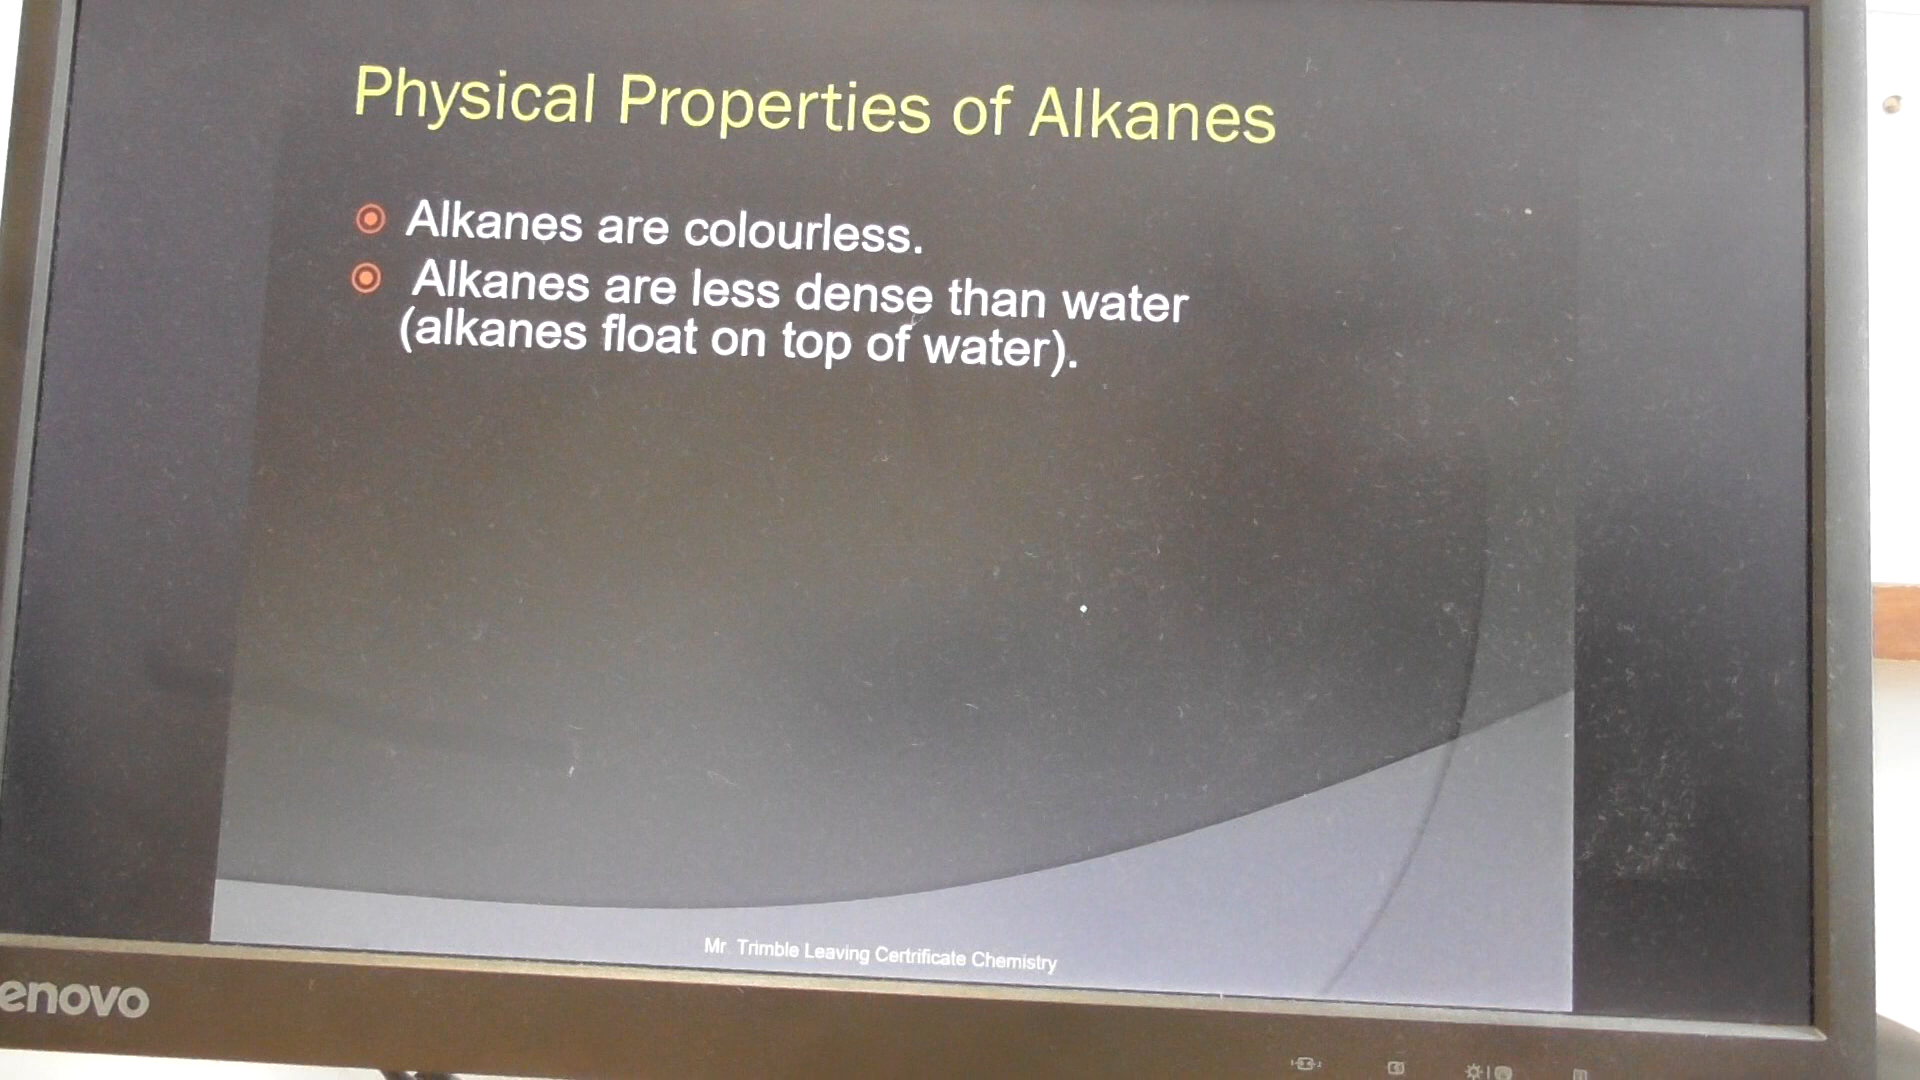 Physical Properties of Alkanes
Alkanes are colourless.
Alkanes are less dense than water
(alkanes float on top of water).
Mr. Trimble Leaving Certrificate Chemistry
enovo